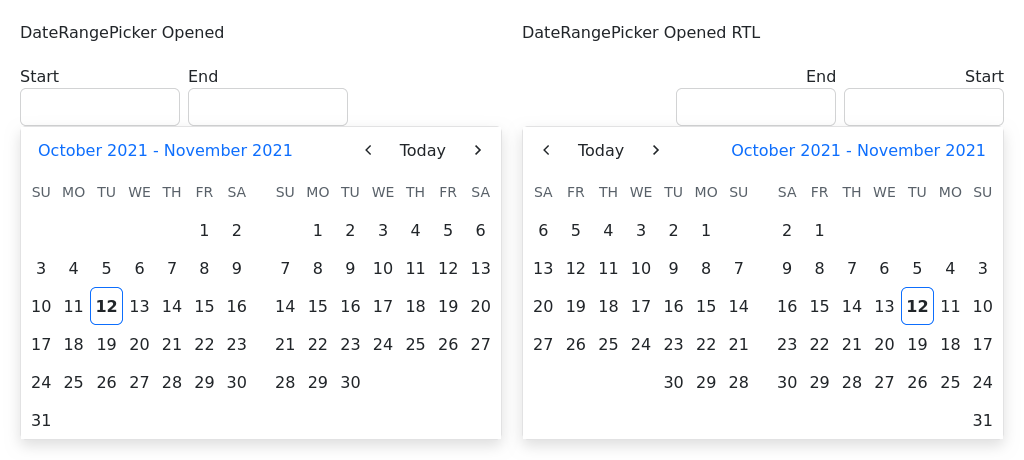 DateRangePicker Opened
Start End
October 2021 - November 2021 Today
SU MO TU WE TH FR SA SU MO TU WE TH FR SA
1 2 1 2 3 4 5 6
3 4 5 6 7 8 9 7 8 9 10 11 12 13
10 11 12 13 14 15 16 14 15 16 17 18 19 20
17 18 19 20 21 22 23 21 22 23 24 25 26 27
24 25 26 27 28 29 30 28 29 30
31
DateRangePicker Opened RTL
End Start
Today October 2021 - November 2021
SA FR TH WE TU MO SU SA FR TH WE TU MO SU
6 5 4 3 2 1 2 1
13 12 11 10 9 8 7 9 8 7 6 5 4 3
20 19 18 17 16 15 14 16 15 14 13 12 11 10
27 26 25 24 23 22 21 23 22 21 20 19 18 17
30 29 28 30 29 28 27 26 25 24
31